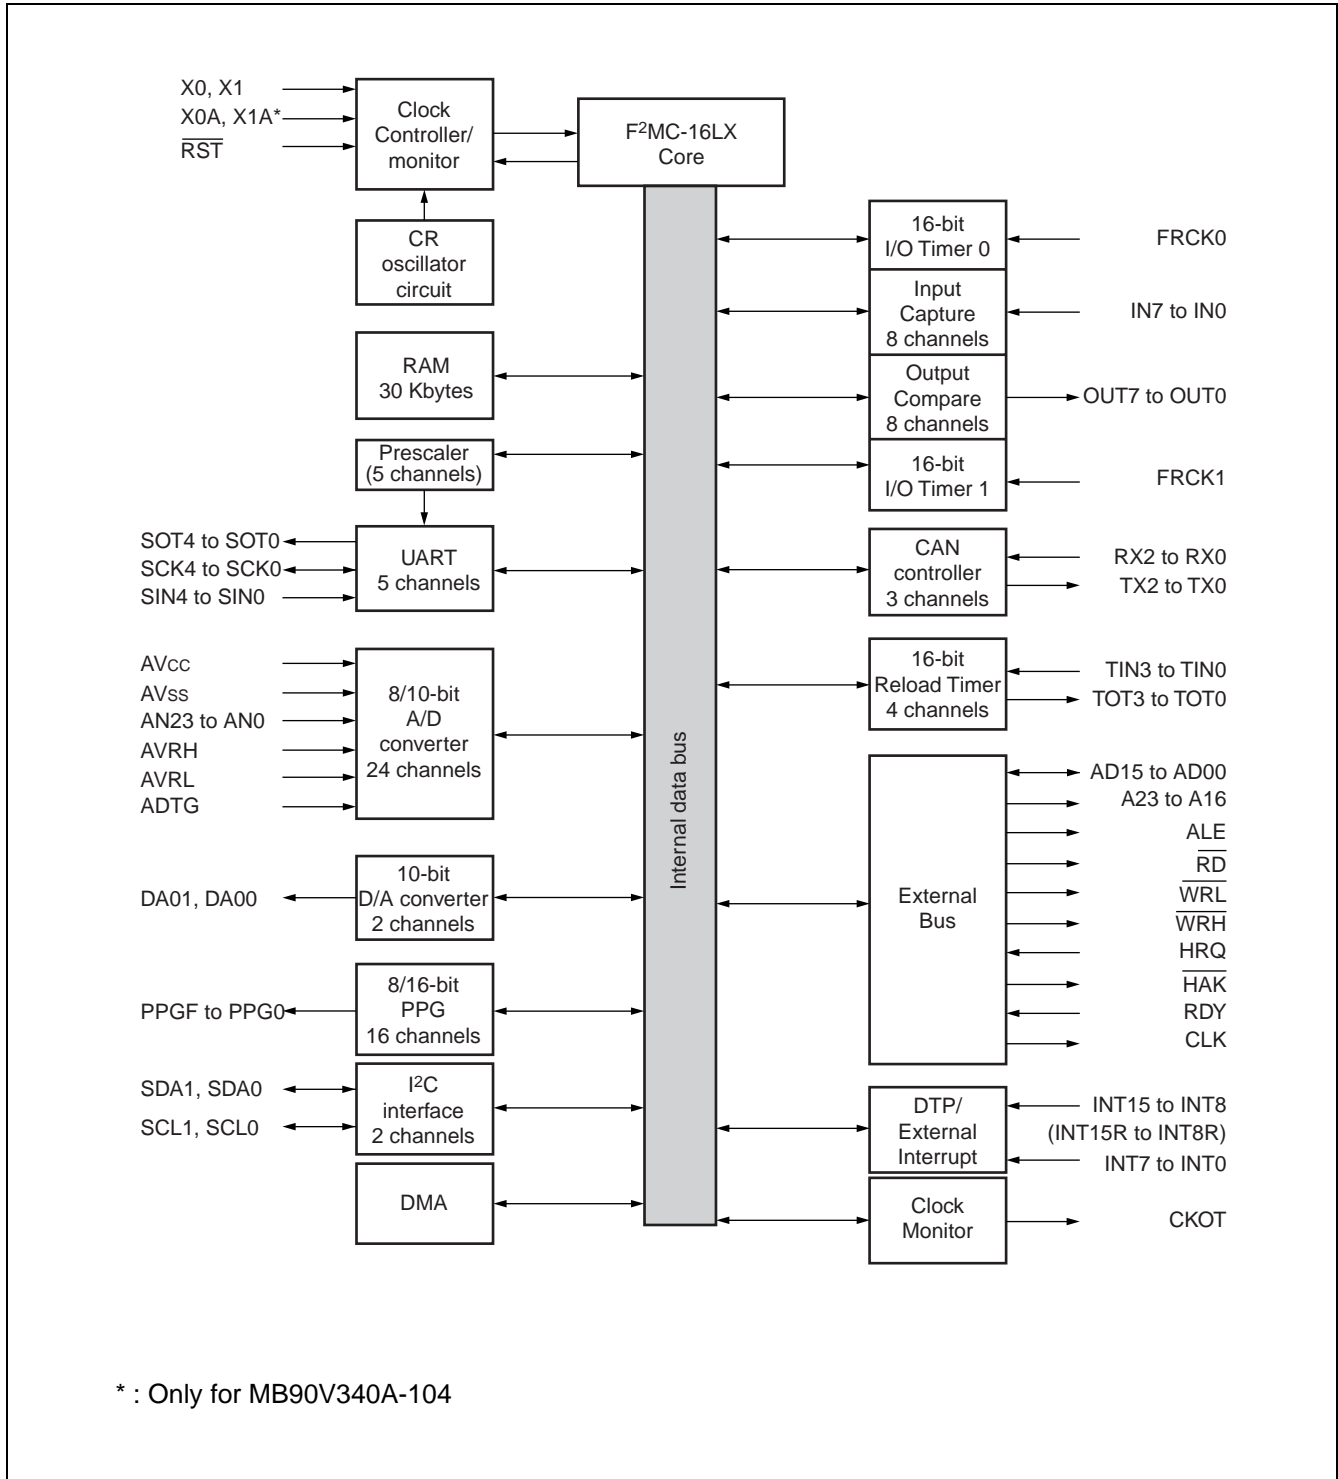 X0, X1
X0A, X1A*
RST
Clock
Controller/
monitor
F2MC-16LX
Core
CR
oscillator
circuit
RAM
30 Kbytes
Prescaler
(5 channels)
SOT4 to SOT0
SCK4 to SCK0
SIN4 to SIN0
UART
5 channels
AVCC
AVSS
AN23 to AN0
AVRH
AVRL
ADTG
8/10-bit
A/D
converter
24 channels
DA01, DA00
10-bit
D/A converter
2 channels
PPGF to PPG0
8/16-bit
PPG
16 channels
SDA1, SDA0
SCL1, SCL0
I2C
interface
2 channels
DMA
Internal data bus
16-bit
I/O Timer 0
FRCK0
Input
Capture
8 channels
IN7 to IN0
Output
Compare
8 channels
OUT7 to OUT0
16-bit
I/O Timer 1
FRCK1
CAN
controller
3 channels
RX2 to RX0
TX2 to TX0
16-bit
Reload Timer
4 channels
TIN3 to TIN0
TOT3 to TOT0
External
Bus
AD15 to AD00
A23 to A16
ALE
RD
WRL
WRH
HRQ
HAK
RDY
CLK
DTP/
External
Interrupt
INT15 to INT8
(INT15R to INT8R)
INT7 to INT0
Clock
Monitor
CKOT
* : Only for MB90V340A-104